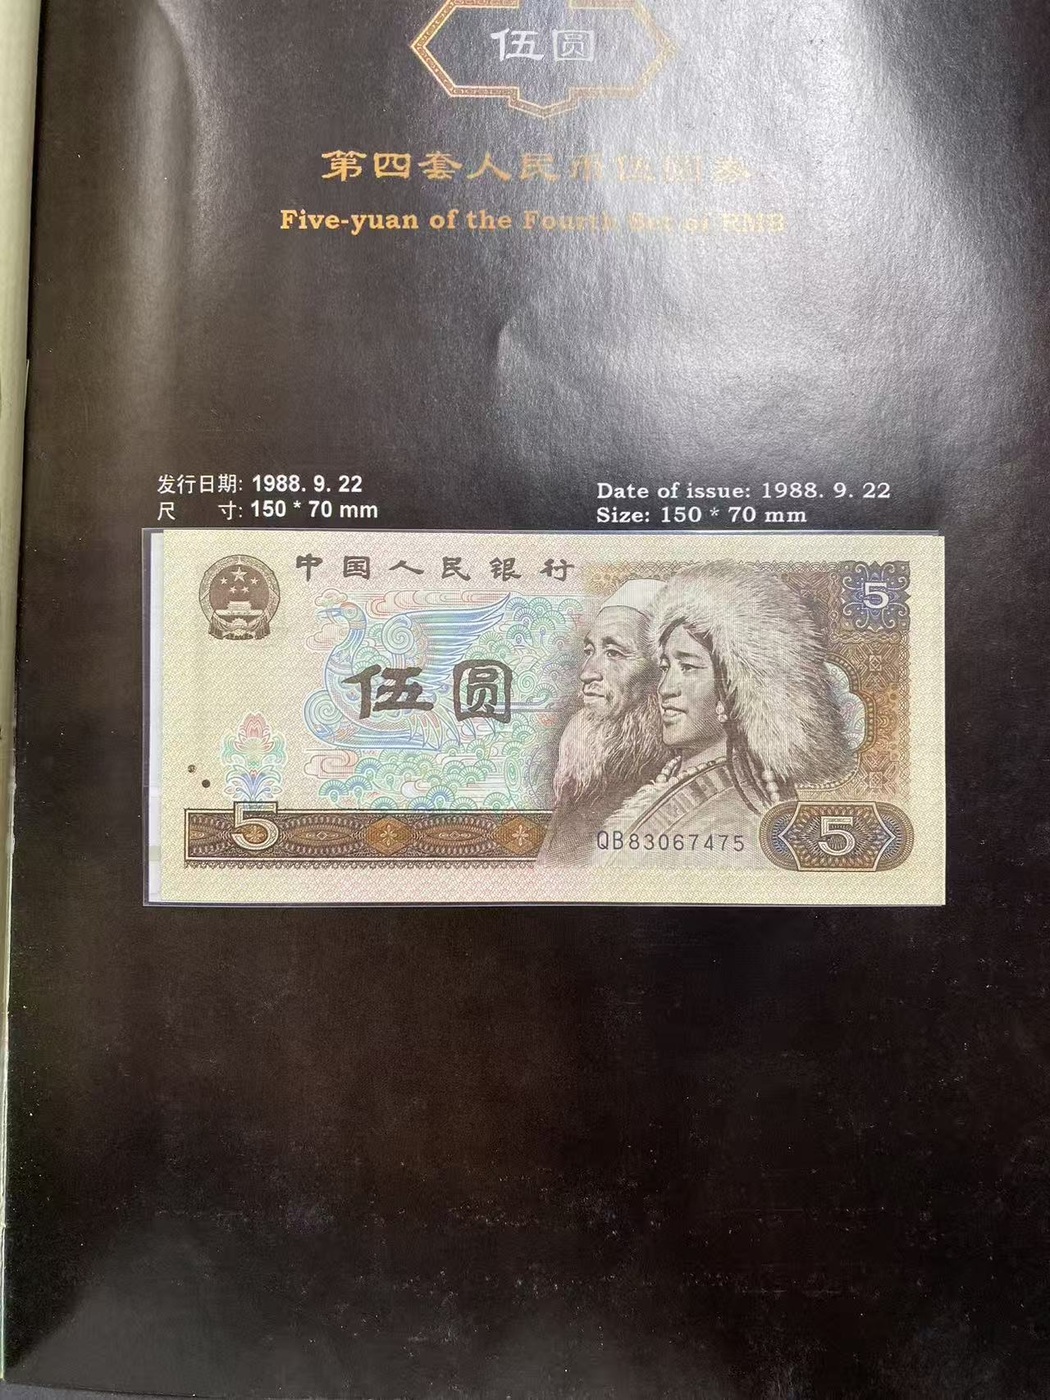 伍圆
第四套人民币伍圆券
Five-yuan of the Fourth Set of RMB
发行日期: 1988. 9. 22
尺 寸: 150 * 70 mm
Date of issue: 1988. 9. 22
Size: 150 * 70 mm
中国人民银行
5
伍圆
5
QB83067475
5